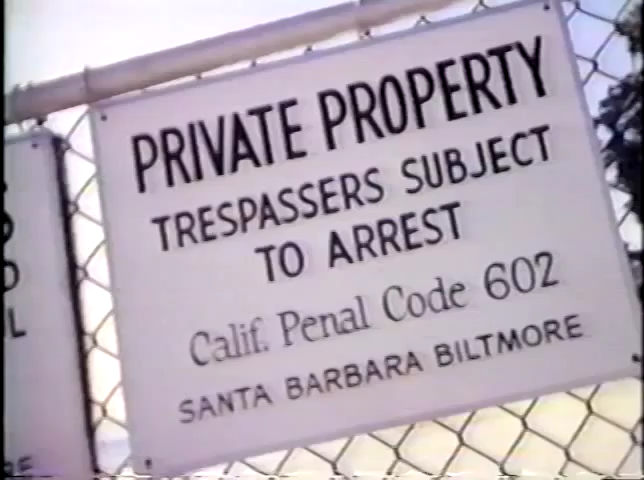 PRIVATE PROPERTY
TRESPASSERS SUBJECT
TO ARREST
Calif. Penal Code 602
SANTA BARBARA BILTMORE